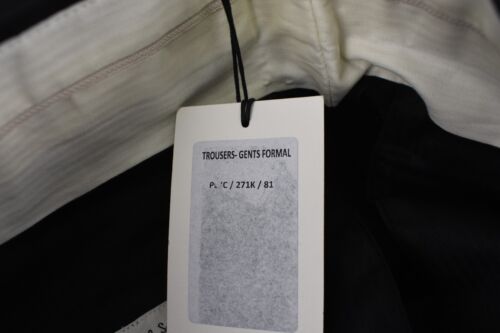 TROUSERS- GENTS FORMAL
/ 271K / 81